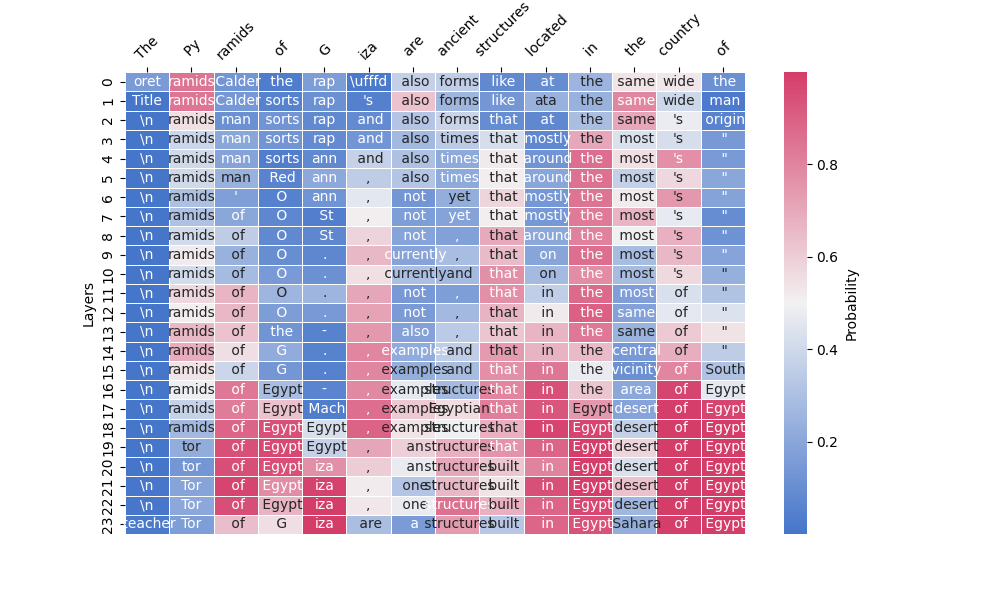 The Py ramids of G iza are ancient structures located in the country of
0 oret ramids Calder the rap \ufffd also forms like at the same wide the
1 Title ramids Calder sorts rap 's also forms like ata the same wide man
2 \n ramids man sorts rap and also forms that at the same 's origin
3 \n ramids man sorts rap and also times that mostly the most 's "
4 \n ramids man sorts ann and also times that around the most 's "
5 \n ramids man Red ann , also times that around the most 's "
6 \n ramids ' O ann , not yet that mostly the most 's "
7 \n ramids of O St , not yet that mostly the most 's "
8 \n ramids of O St , not , that around the most 's "
9 \n ramids of O . , currently , that on the most 's "
10 \n ramids of O . , currently and that on the most 's "
11 \n ramids of O . , not , that in the most of "
12 \n ramids of O . , not , that in the same of "
13 \n ramids of the - , also , that in the same of "
14 \n ramids of G . , examples and that in the central of "
15 \n ramids of G . , examples and that in the vicinity of South
16 \n ramids of Egypt - , examples structures that in the area of Egypt
17 \n ramids of Egypt Mach , examples Egyptian that in Egypt desert of Egypt
18 \n ramids of Egypt Egypt , examples structures that in Egypt desert of Egypt
19 \n tor of Egypt Egypt , an structures that in Egypt desert of Egypt
20 \n tor of Egypt iza , an structures built in Egypt desert of Egypt
21 \n Tor of Egypt iza , one structures built in Egypt desert of Egypt
22 \n Tor of Egypt iza , one structures built in Egypt desert of Egypt
23 -teacher Tor of G iza are a structures built in Egypt Sahara of Egypt
Layers
0.8
0.6
0.4
0.2
Probability